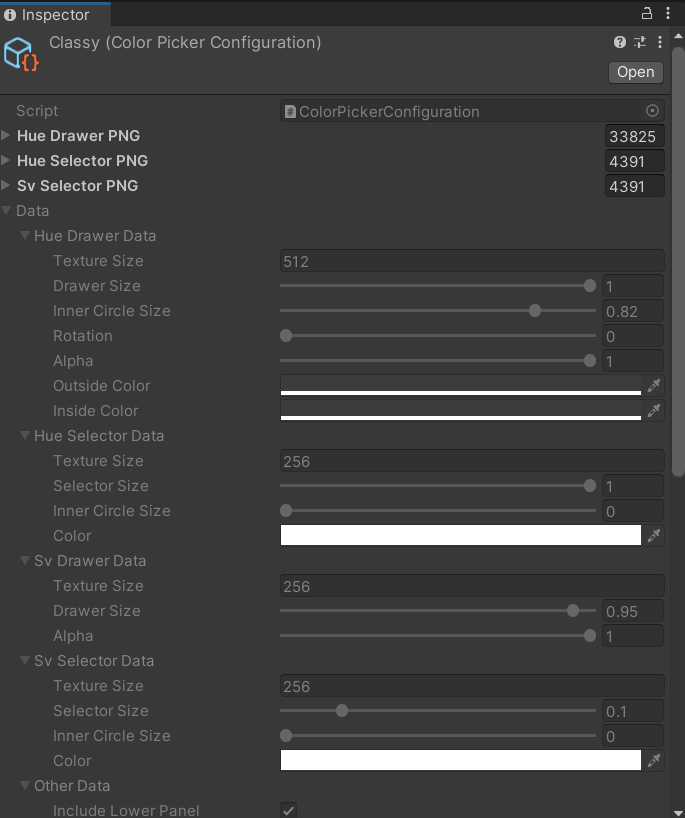 Inspector
Classy (Color Picker Configuration)
Open
Script ColorPickerConfiguration
Hue Drawer PNG 33825
Hue Selector PNG 4391
Sv Selector PNG 4391
Data
Hue Drawer Data
Texture Size 512
Drawer Size 1
Inner Circle Size 0.82
Rotation 0
Alpha 1
Outside Color
Inside Color
Hue Selector Data
Texture Size 256
Selector Size 1
Inner Circle Size 0
Color
Sv Drawer Data
Texture Size 256
Drawer Size 0.95
Alpha 1
Sv Selector Data
Texture Size 256
Selector Size 0.1
Inner Circle Size 0
Color
Other Data
Include Lower Panel